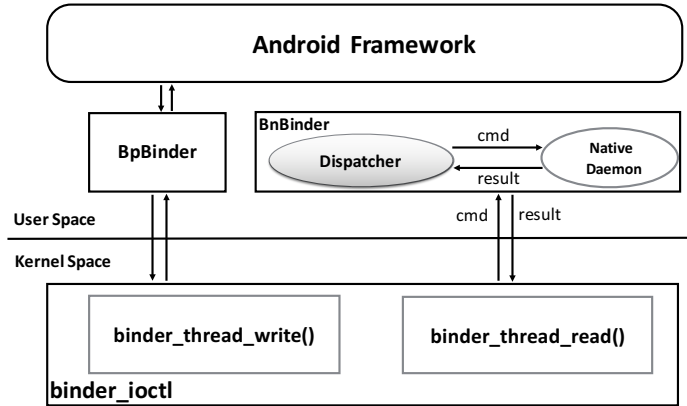 Android Framework
BpBinder
BnBinder
Dispatcher
cmd
result
Native
Daemon
cmd
result
User Space
Kernel Space
binder_thread_write()
binder_thread_read()
binder_ioctl